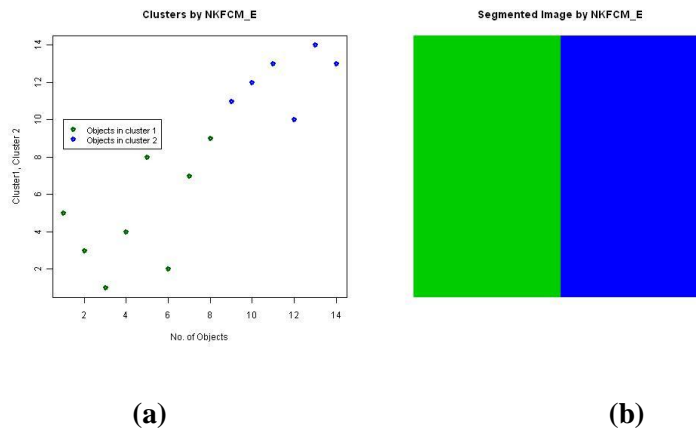 Clusters by NKFCM_E
Segmented Image by NKFCM_E
14
12
10
8
6
4
2
Cluster1, Cluster 2
Objects in cluster 1
Objects in cluster 2
2 4 6 8 10 12 14
No. of Objects
(a) (b)